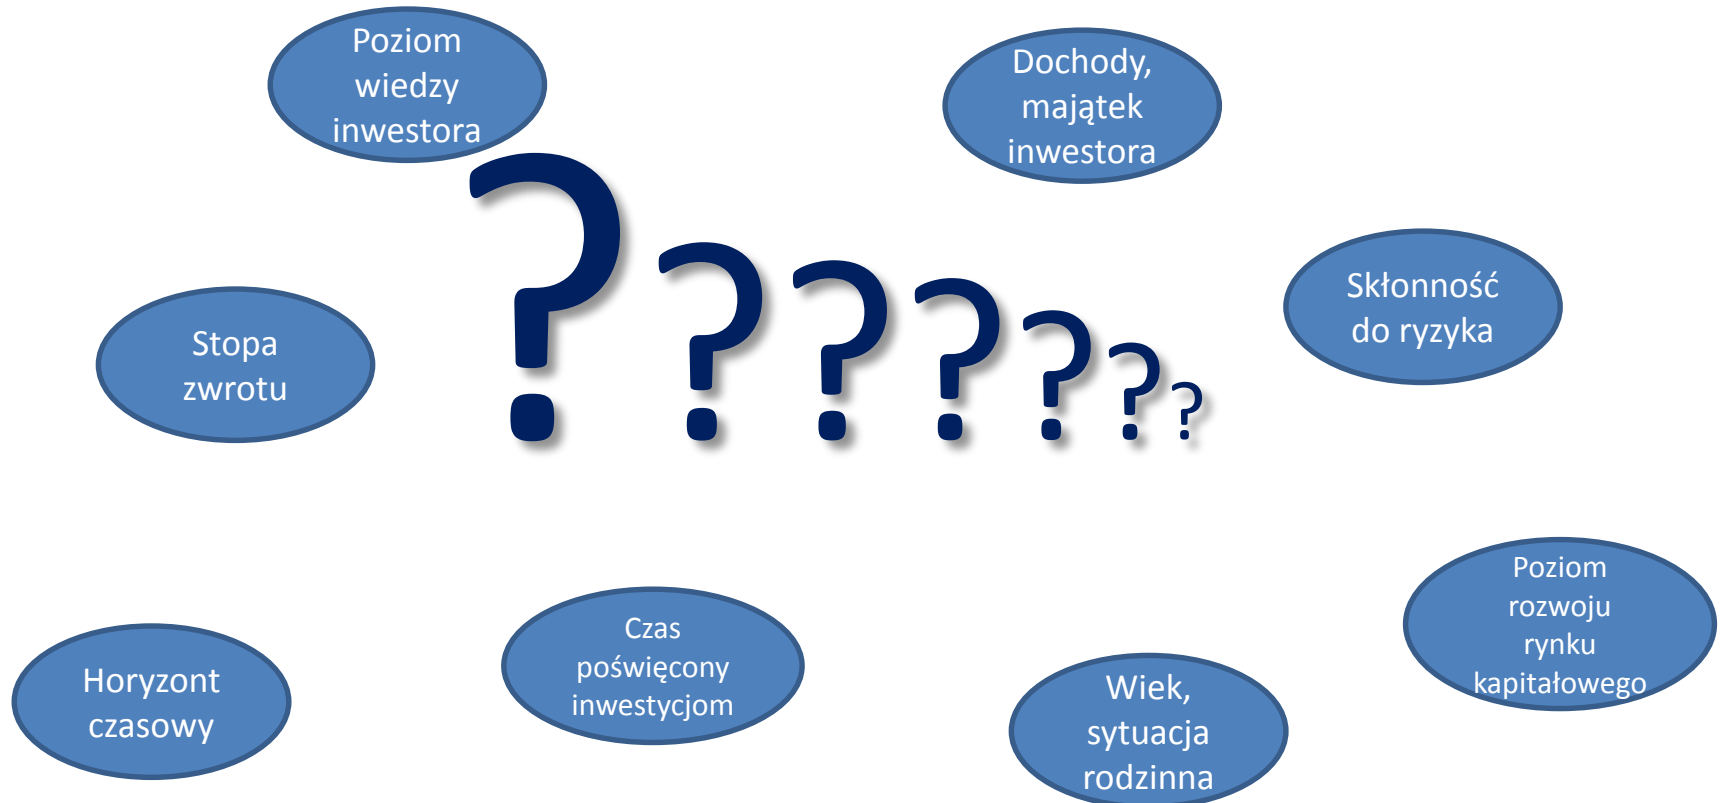 Poziom
wiedzy
inwestora
Dochody,
majątek
inwestora
???????
Skłonność
do ryzyka
Stopa
zwrotu
Poziom
rozwoju
rynku
kapitałowego
Czas
poświęcony
inwestycjom
Horyzont
czasowy
Wiek,
sytuacja
rodzinna